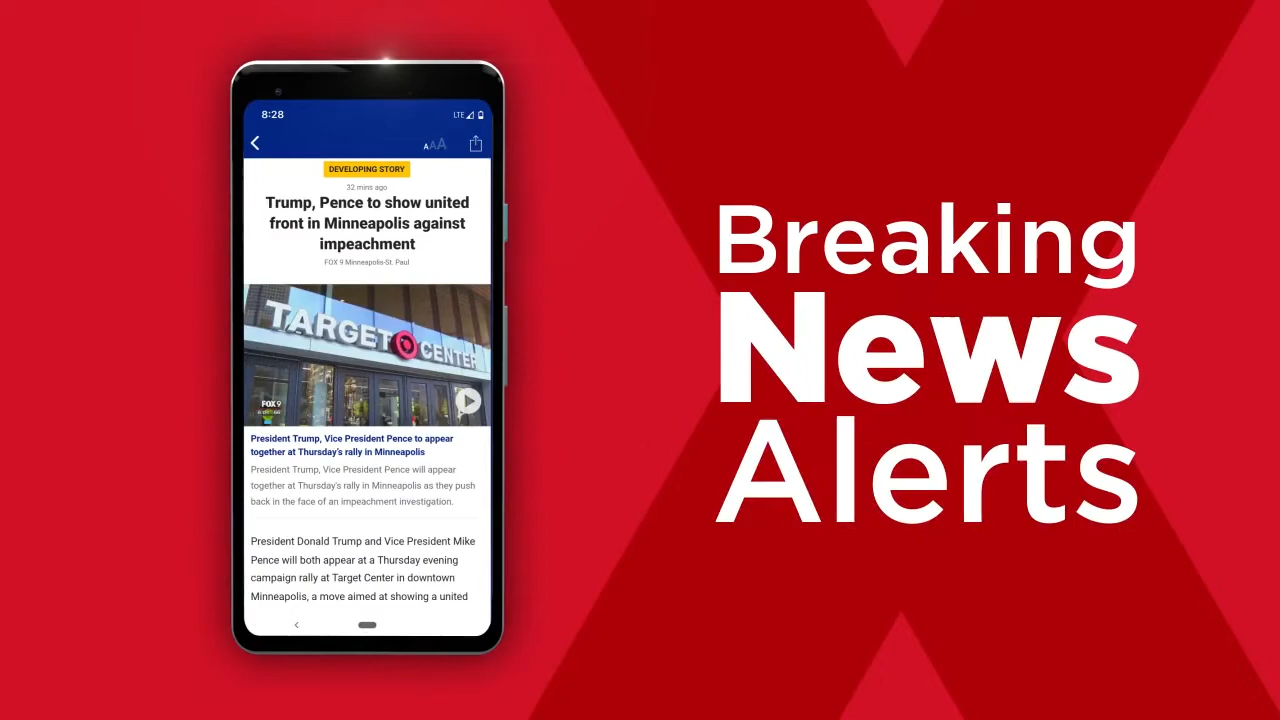 8:28
LTE
AAA
DEVELOPING STORY
32 mins ago
Trump, Pence to show united
front in Minneapolis against
impeachment
FOX 9 Minneapolis-St. Paul
TARGET CENTER
FOX 9
President Trump, Vice President Pence to appear
together at Thursday's rally in Minneapolis
President Trump, Vice President Pence will appear
together at Thursday's rally in Minneapolis as they push
back in the face of an impeachment investigation.
President Donald Trump and Vice President Mike
Pence will both appear at a Thursday evening
campaign rally at Target Center in downtown
Minneapolis, a move aimed at showing a united
Breaking
News
Alerts